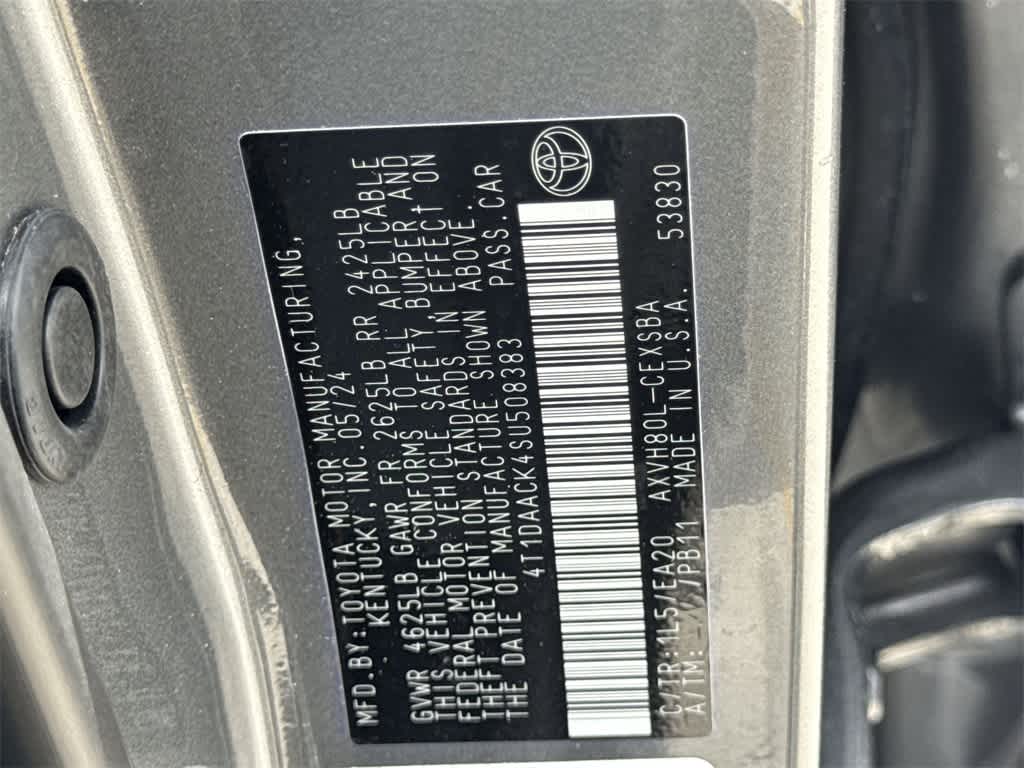 MFD.BY:TOYOTA MOTOR MANUFACTURING,
KENTUCKY,INC.05/24
GVWR 4625LB GAWR FR 2625LB RR 2425LB
THIS VEHICLE CONFORMS TO ALL APPLICABLE
FEDERAL MOTOR VEHICLE SAFETY,BUMPER AND
THEFT PREVENTION STANDARDS IN EFFECT ON
THE DATE OF MANUFACTURE SHOWN ABOVE.
4T1DAACK4SU508383 PASS.CAR
C/TR:1L5/EA20 AXVH80L-CEXSBA
A/TM: /PB11 MADE IN U.S.A. 53830